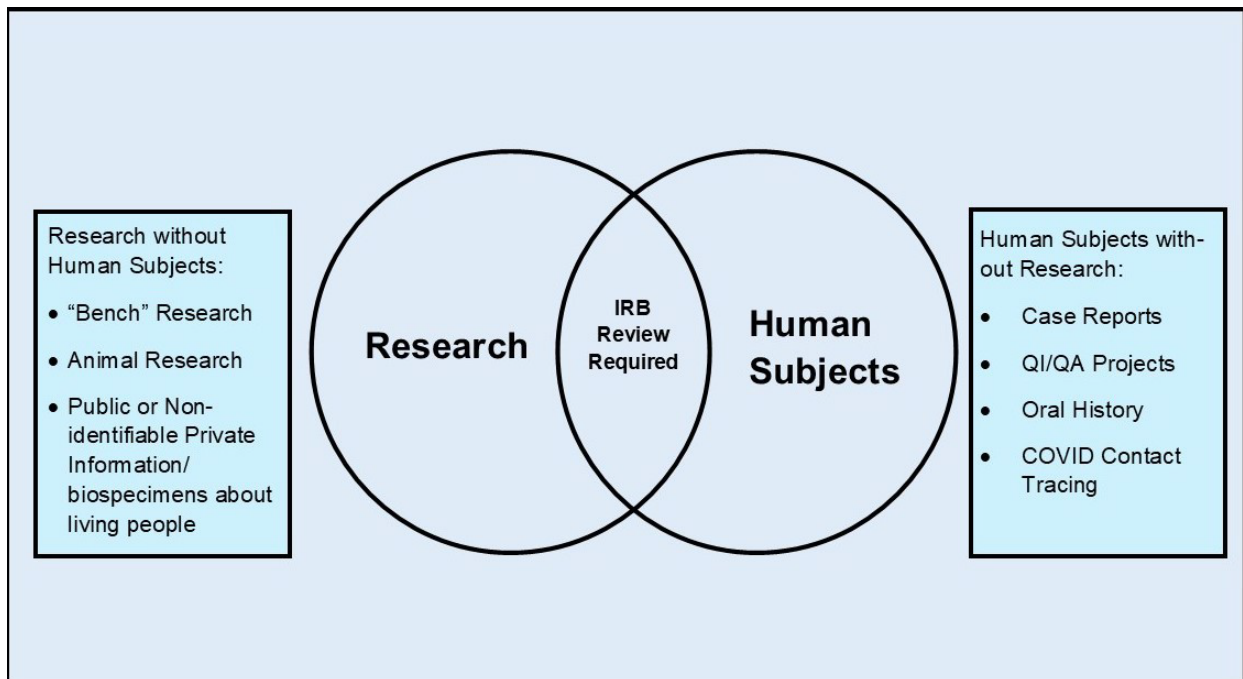 Research without
Human Subjects:
• “Bench” Research
• Animal Research
• Public or Non-
identifiable Private
Information/
biospecimens about
living people
Research
IRB
Review
Required
Human
Subjects
Human Subjects with-
out Research:
• Case Reports
• QI/QA Projects
• Oral History
• COVID Contact
Tracing